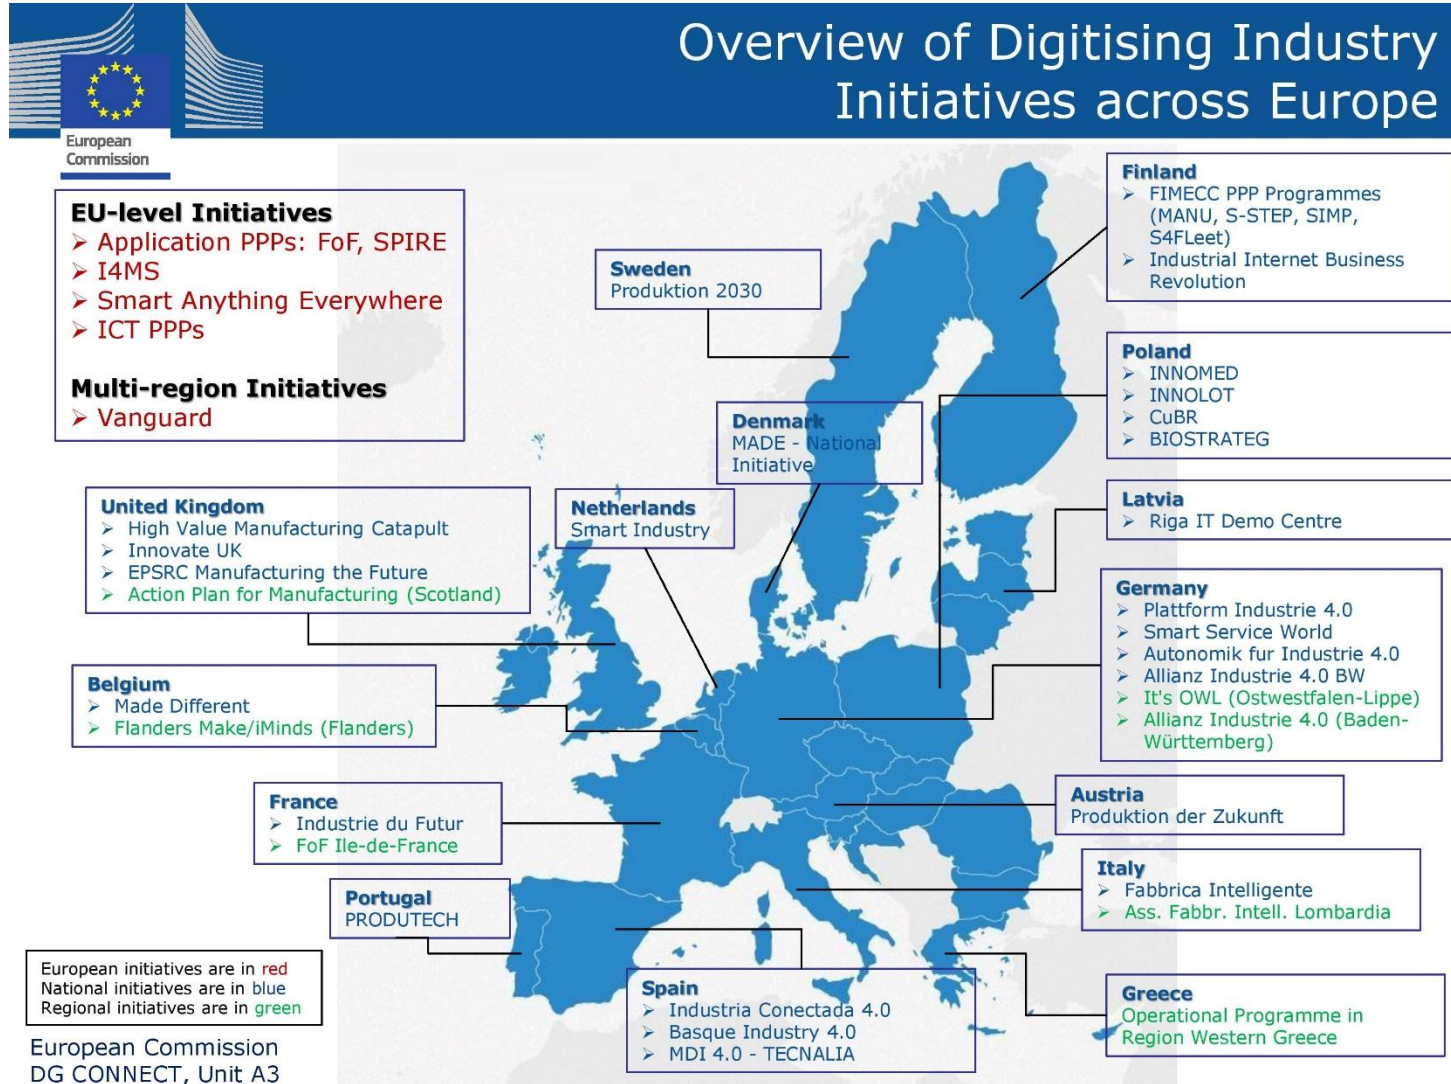 Overview of Digitising Industry
Initiatives across Europe
European
Commission
EU-level Initiatives
➢ Application PPPs: FoF, SPIRE
➢ I4MS
➢ Smart Anything Everywhere
➢ ICT PPPs
Multi-region Initiatives
➢ Vanguard
Finland
➢ FIMECC PPP Programmes
(MANU, S-STEP, SIMP,
S4FLeet)
➢ Industrial Internet Business
Revolution
Sweden
Produktion 2030
Poland
➢ INNOMED
➢ INNOLOT
➢ CuBR
➢ BIOSTRATEG
Denmark
MADE - National
Initiative
United Kingdom
➢ High Value Manufacturing Catapult
➢ Innovate UK
➢ EPSRC Manufacturing the Future
➢ Action Plan for Manufacturing (Scotland)
Netherlands
Smart Industry
Latvia
➢ Riga IT Demo Centre
Germany
➢ Plattform Industrie 4.0
➢ Smart Service World
➢ Autonomik fur Industrie 4.0
➢ Allianz Industrie 4.0 BW
➢ It's OWL (Ostwestfalen-Lippe)
➢ Allianz Industrie 4.0 (Baden-
Württemberg)
Belgium
➢ Made Different
➢ Flanders Make/iMinds (Flanders)
France
➢ Industrie du Futur
➢ FoF Ile-de-France
Austria
Produktion der Zukunft
Italy
➢ Fabbrica Intelligente
➢ Ass. Fabbr. Intell. Lombardia
Portugal
PRODUTECH
Spain
➢ Industria Conectada 4.0
➢ Basque Industry 4.0
➢ MDI 4.0 - TECNALIA
Greece
Operational Programme in
Region Western Greece
European initiatives are in red
National initiatives are in blue
Regional initiatives are in green
European Commission
DG CONNECT, Unit A3